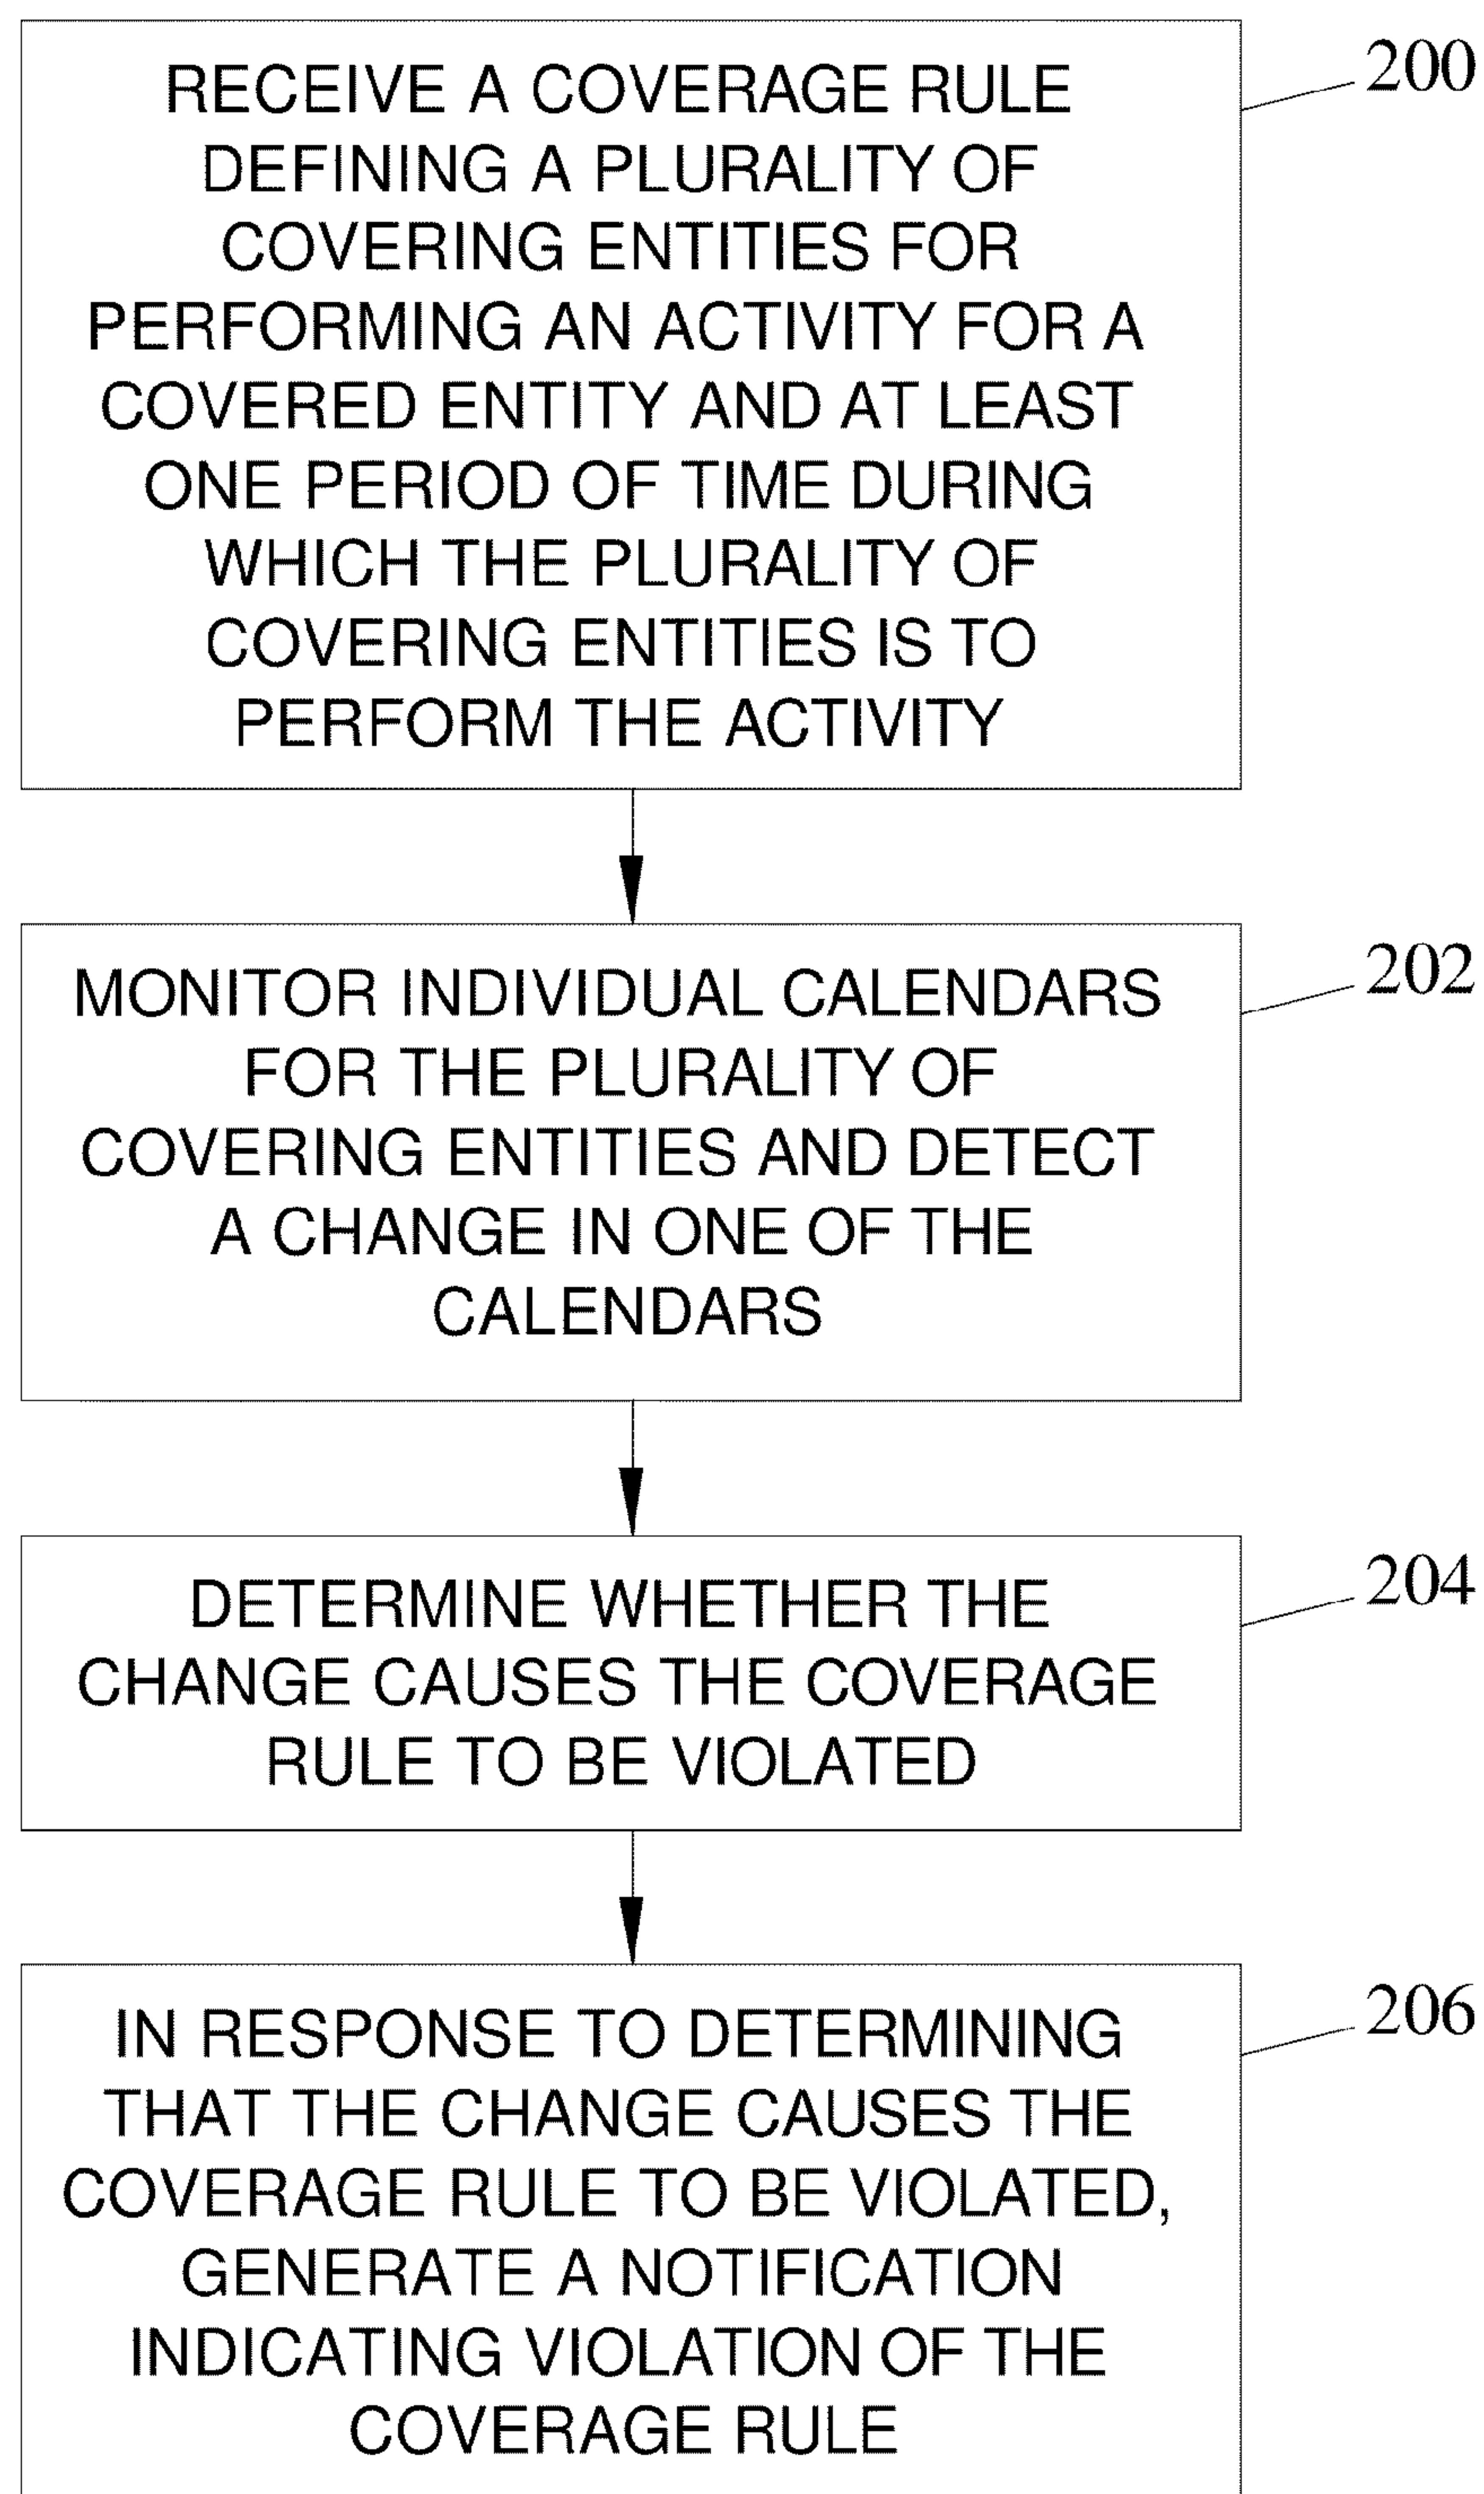 RECEIVE A COVERAGE RULE
DEFINING A PLURALITY OF
COVERING ENTITIES FOR
PERFORMING AN ACTIVITY FOR A
COVERED ENTITY AND AT LEAST
ONE PERIOD OF TIME DURING
WHICH THE PLURALITY OF
COVERING ENTITIES IS TO
PERFORM THE ACTIVITY
200
MONITOR INDIVIDUAL CALENDARS
FOR THE PLURALITY OF
COVERING ENTITIES AND DETECT
A CHANGE IN ONE OF THE
CALENDARS
202
DETERMINE WHETHER THE
CHANGE CAUSES THE COVERAGE
RULE TO BE VIOLATED
204
IN RESPONSE TO DETERMINING
THAT THE CHANGE CAUSES THE
COVERAGE RULE TO BE VIOLATED,
GENERATE A NOTIFICATION
INDICATING VIOLATION OF THE
COVERAGE RULE
206